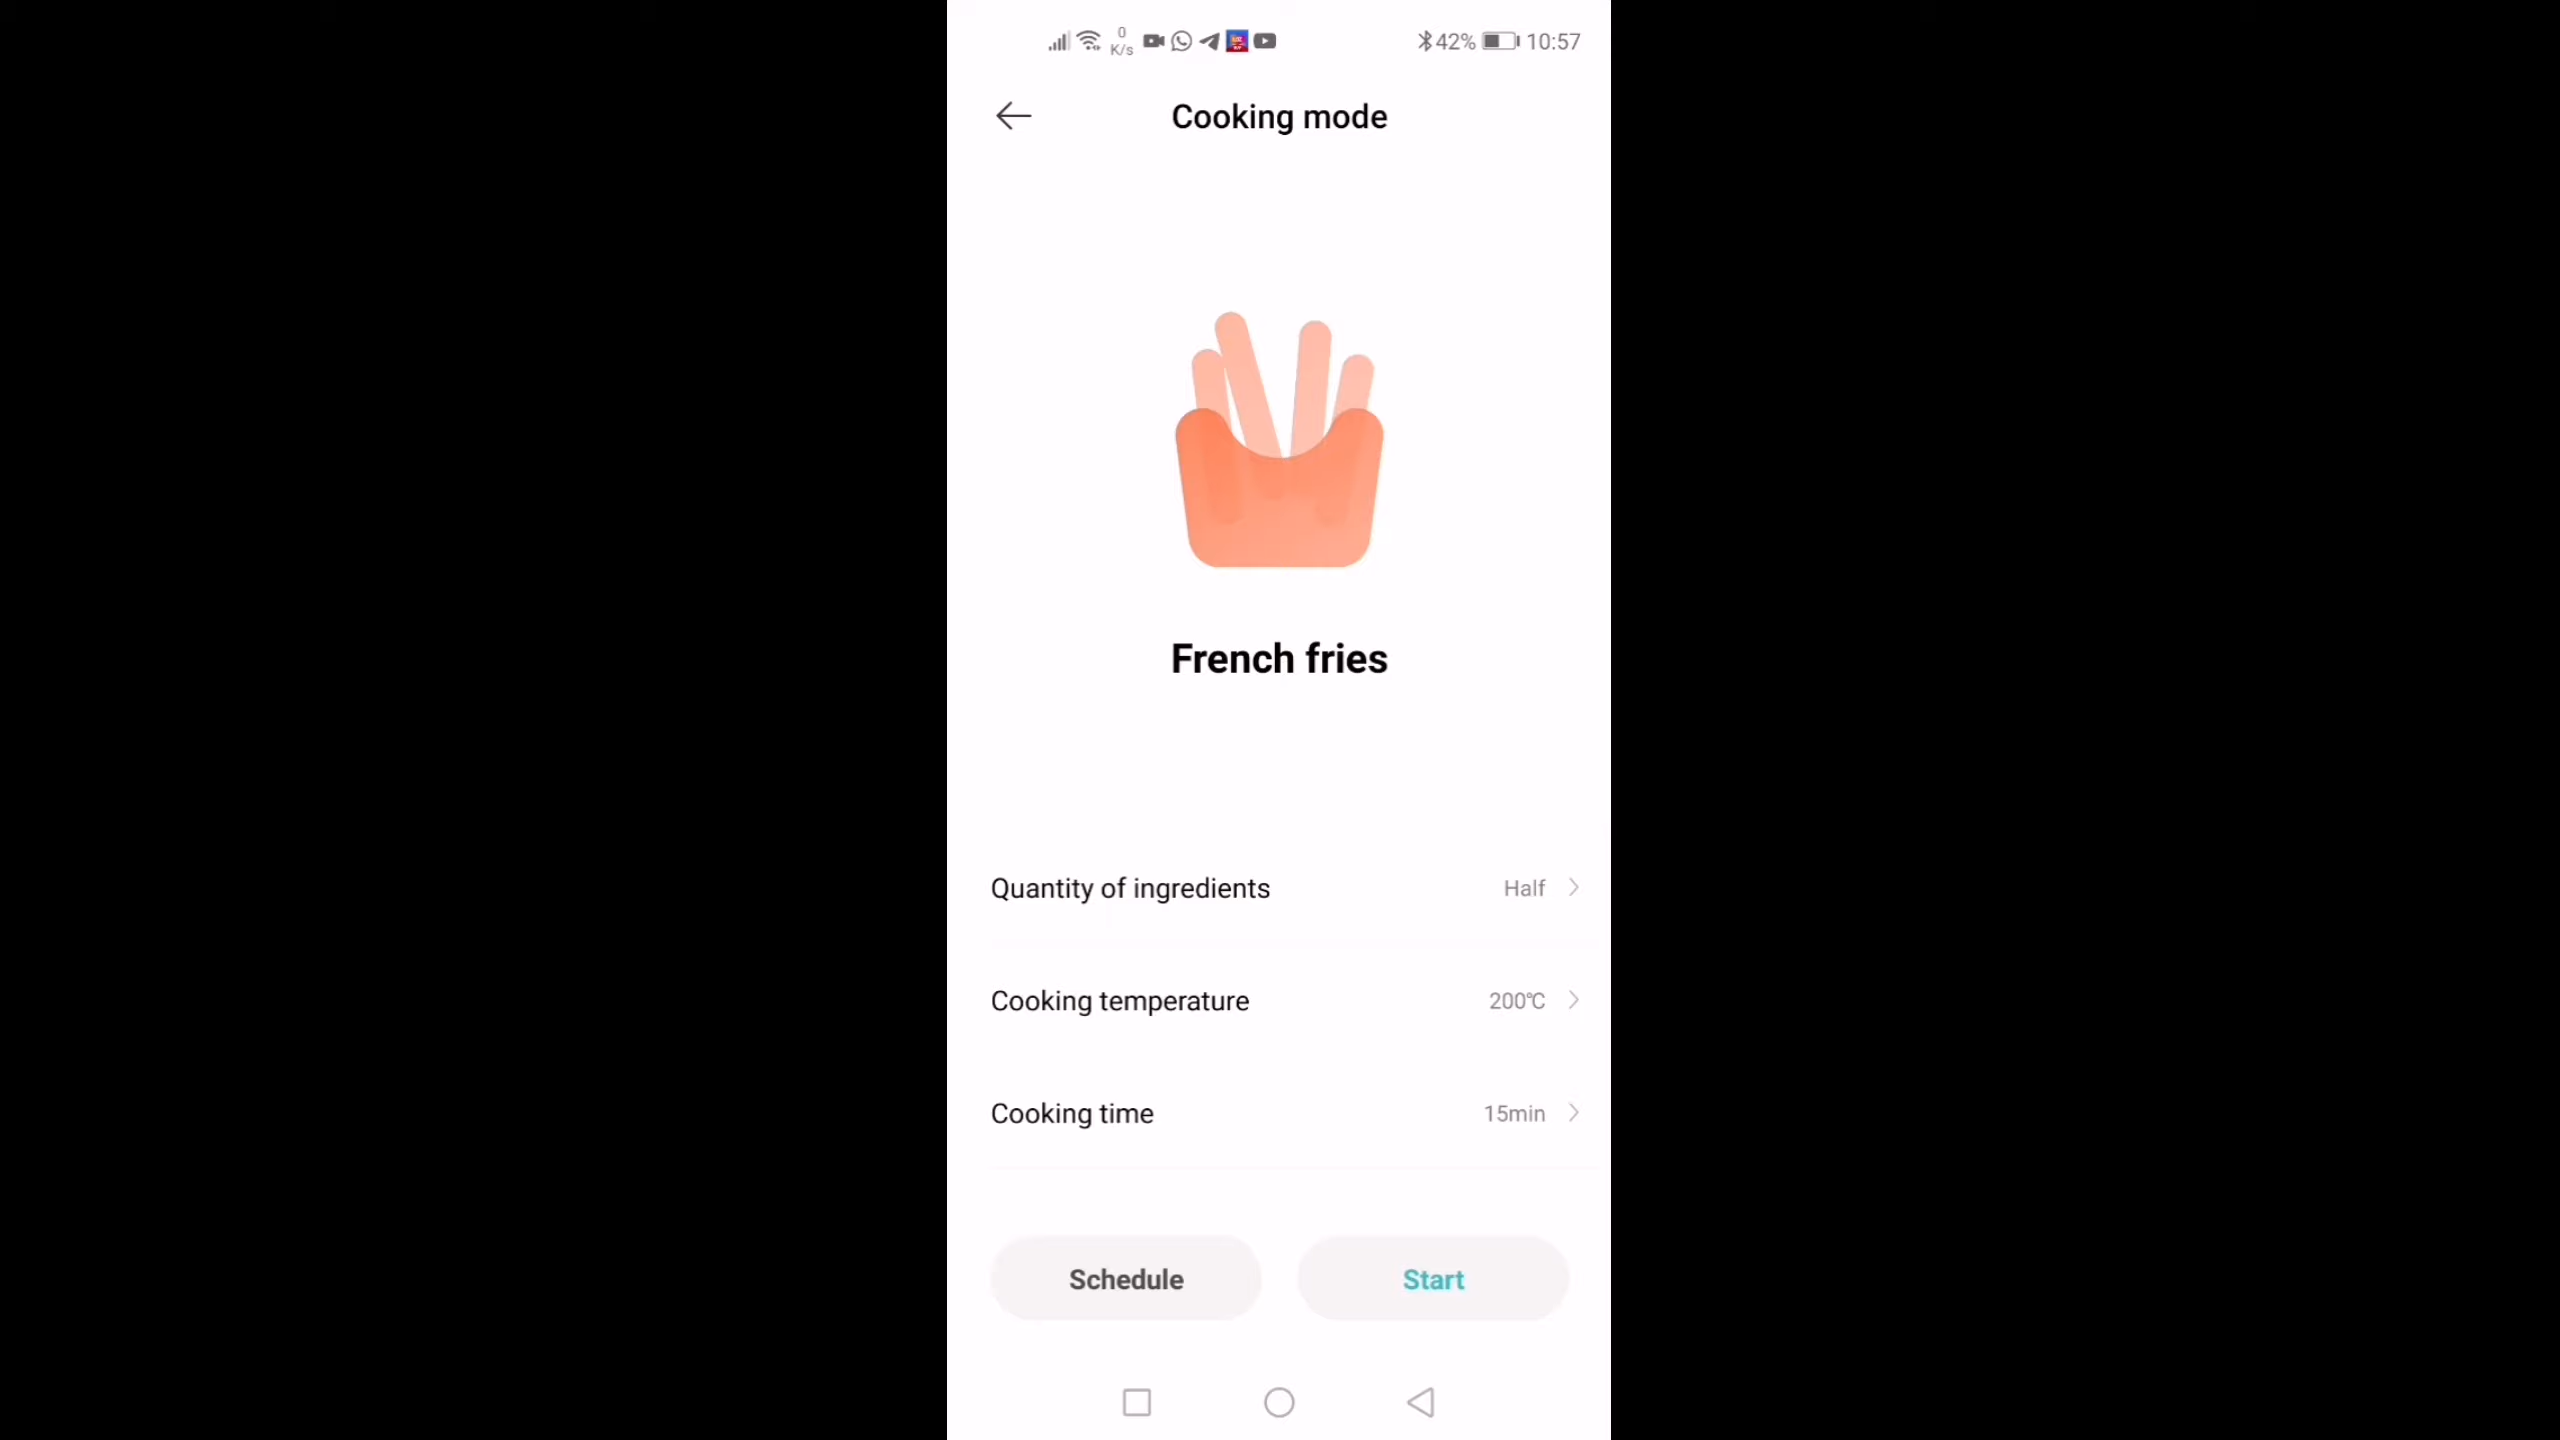 0
K/s
42% 10:57
Cooking mode
French fries
Quantity of ingredients Half
Cooking temperature 200℃
Cooking time 15min
Schedule Start